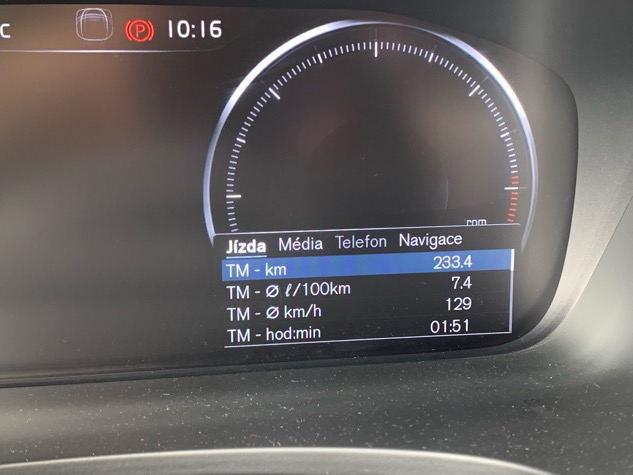 C P 10:16
rpm
Jízda Média Telefon Navigace
TM - km 233.4
TM - Ø ℓ/100km 7.4
TM - Ø km/h 129
TM - hod:min 01:51